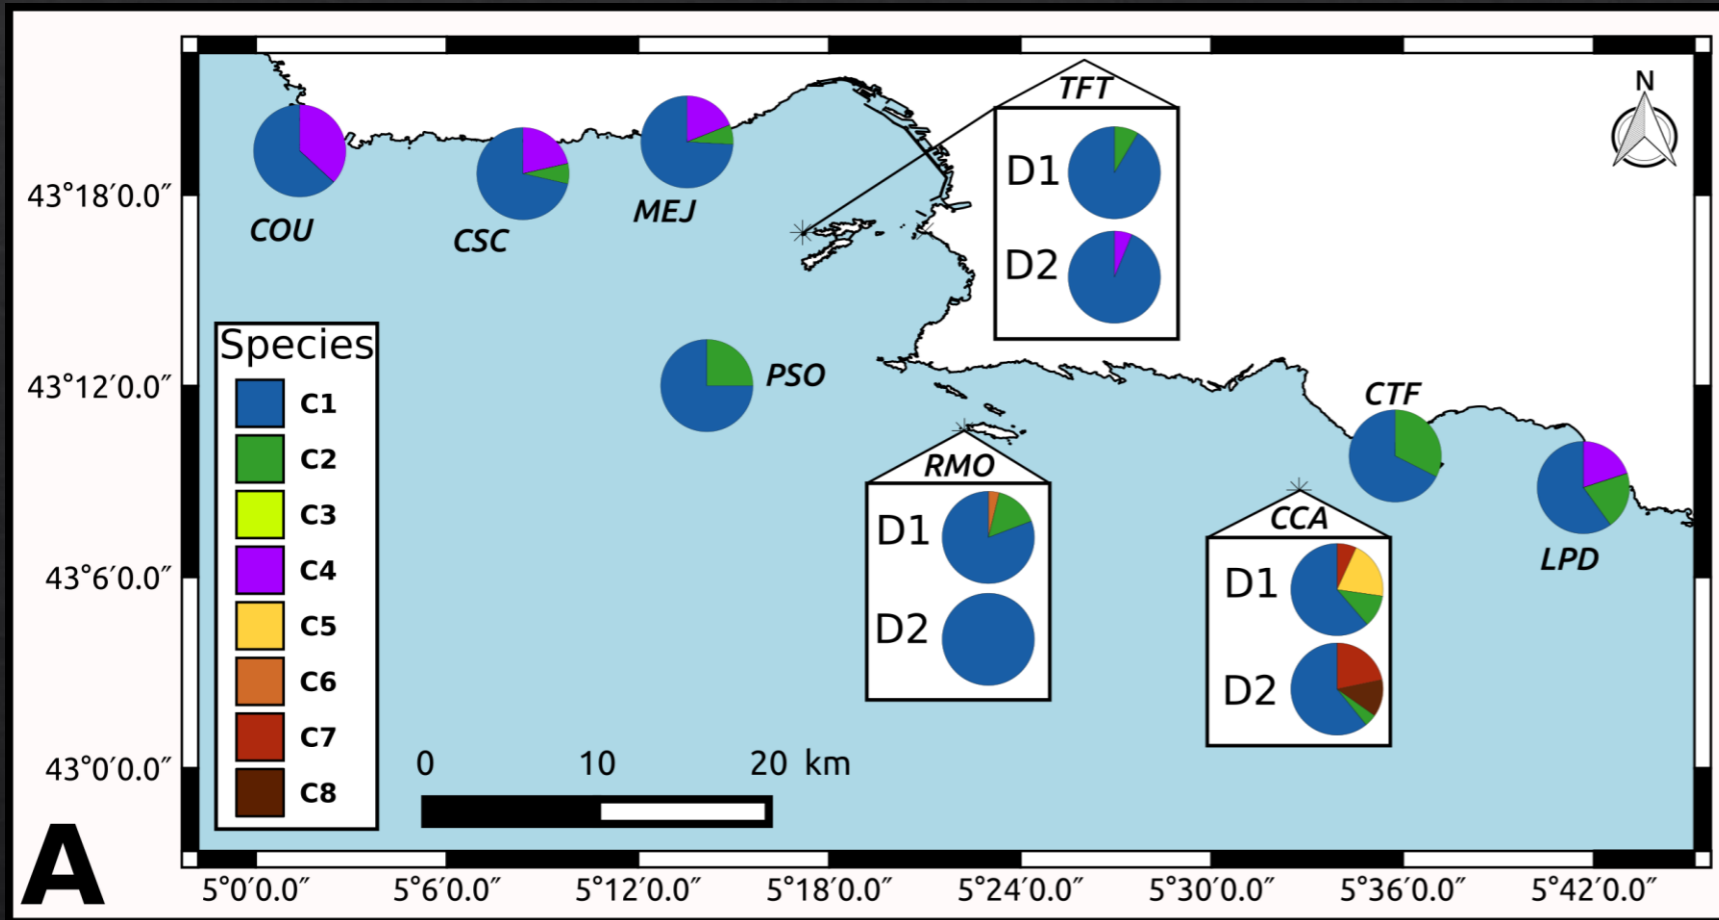 TFT
N
D1
D2
43°18′0.0″
COU
CSC
MEJ
Species
C1
C2
C3
C4
C5
C6
C7
C8
43°12′0.0″
PSO
CTF
RMO
D1
D2
CCA
D1
D2
LPD
43°6′0.0″
43°0′0.0″
0 10 20 km
A
5°0′0.0″ 5°6′0.0″ 5°12′0.0″ 5°18′0.0″ 5°24′0.0″ 5°30′0.0″ 5°36′0.0″ 5°42′0.0″